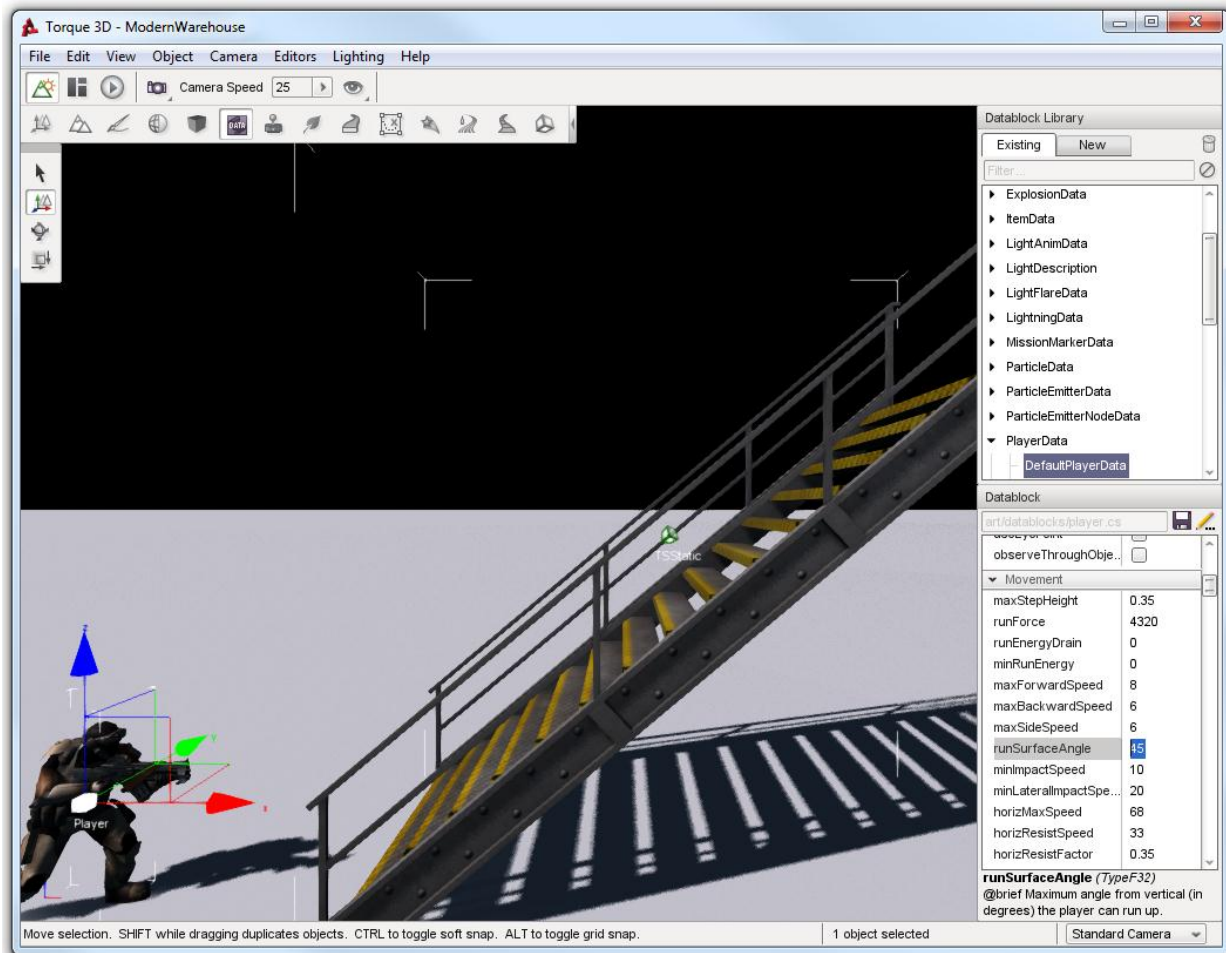 Torque 3D - ModernWarehouse
File Edit View Object Camera Editors Lighting Help
Camera Speed 25
DATA
Datablock Library
Existing New
Filter...
ExplosionData
ItemData
LightAnimData
LightDescription
LightFlareData
LightningData
MissionMarkerData
ParticleData
ParticleEmitterData
ParticleEmitterNodeData
PlayerData
DefaultPlayerData
Datablock
art/datablocks/player.cs
observeThroughObje..
Movement
maxStepHeight 0.35
runForce 4320
runEnergyDrain 0
minRunEnergy 0
maxForwardSpeed 8
maxBackwardSpeed 6
maxSideSpeed 6
runSurfaceAngle 45
minImpactSpeed 10
minLateralImpactSpe... 20
horizMaxSpeed 68
horizResistSpeed 33
horizResistFactor 0.35
runSurfaceAngle (TypeF32)
@brief Maximum angle from vertical (in
degrees) the player can run up.
TSStatic
z
y
x
Player
Move selection. SHIFT while dragging duplicates objects. CTRL to toggle soft snap. ALT to toggle grid snap.
1 object selected
Standard Camera